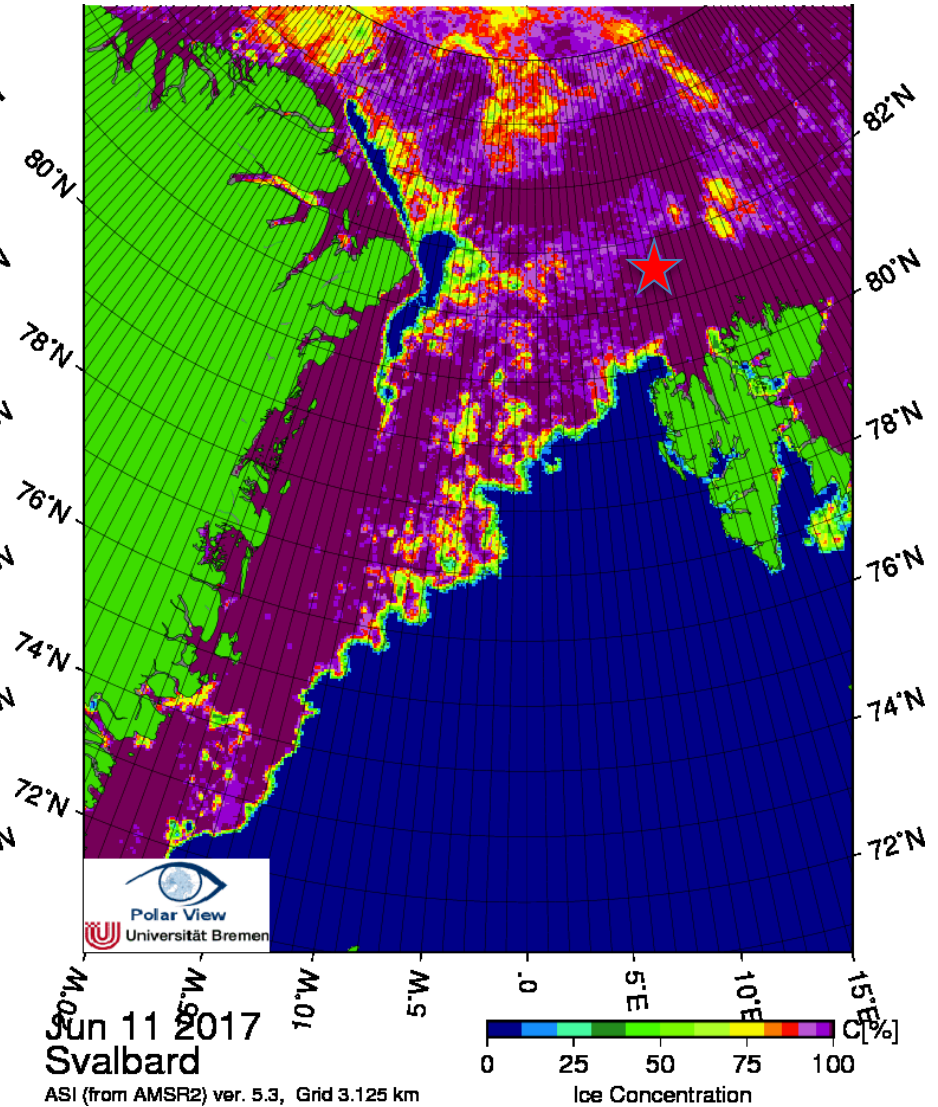 82°N
80°N
80°N
78°N
78°N
N
76°N
76°N
N
74°N
74°N
N
72°N
72°N
N
Polar View
Universität Bremen
20°W 15°W 10°W 5°W 0 5°E 10°E 15°E
Jun 11 2017
Svalbard
C[%]
0 25 50 75 100
ASI (from AMSR2) ver. 5.3, Grid 3.125 km
Ice Concentration